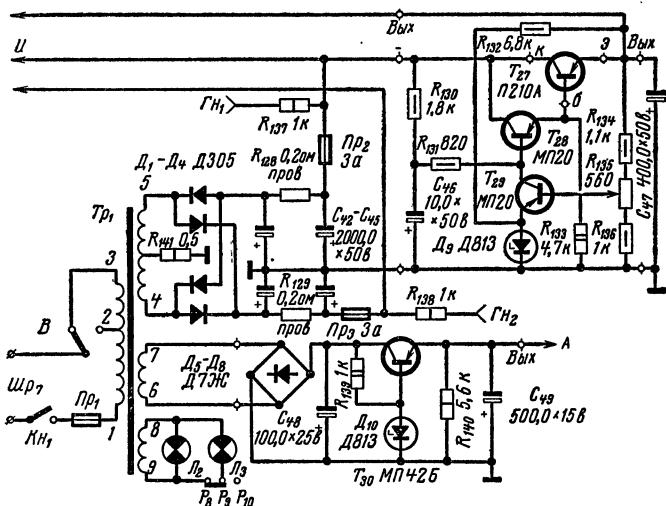 Вых
R132 6,8к
U
-
к
Э
Вых
Т27
П210А
R130
1,8к
б
Гн1
R137 1к
Пр2
3а
R131 820
Т28
МП20
R134
1,1к
R128 0,2ом
пров
Д1-Д4 Д305
5
С46
10,0×
×50в
Т29
МП20
R135
560
С47 400,0×50в
Тр1
R141 0,5
С42-С45
2000,0
×50в
3
Д9 Д813
R133
4,7к
R136
1к
R129
0,2ом
пров
4
В
2
Пр3 3а
R138 1к
Гн2
7
Д5-Д8
Д7Ж
6
Вых
А
Шр7
Пр1
Кн1
1
R139 1к
С48
100,0×25в
Д10
Д813
R140 5,6к
С49
500,0×15в
8
9
Л2
Л3
Р8 Р9 Р10
Т30 МП42Б
+
+
+
+
+
+
+
+